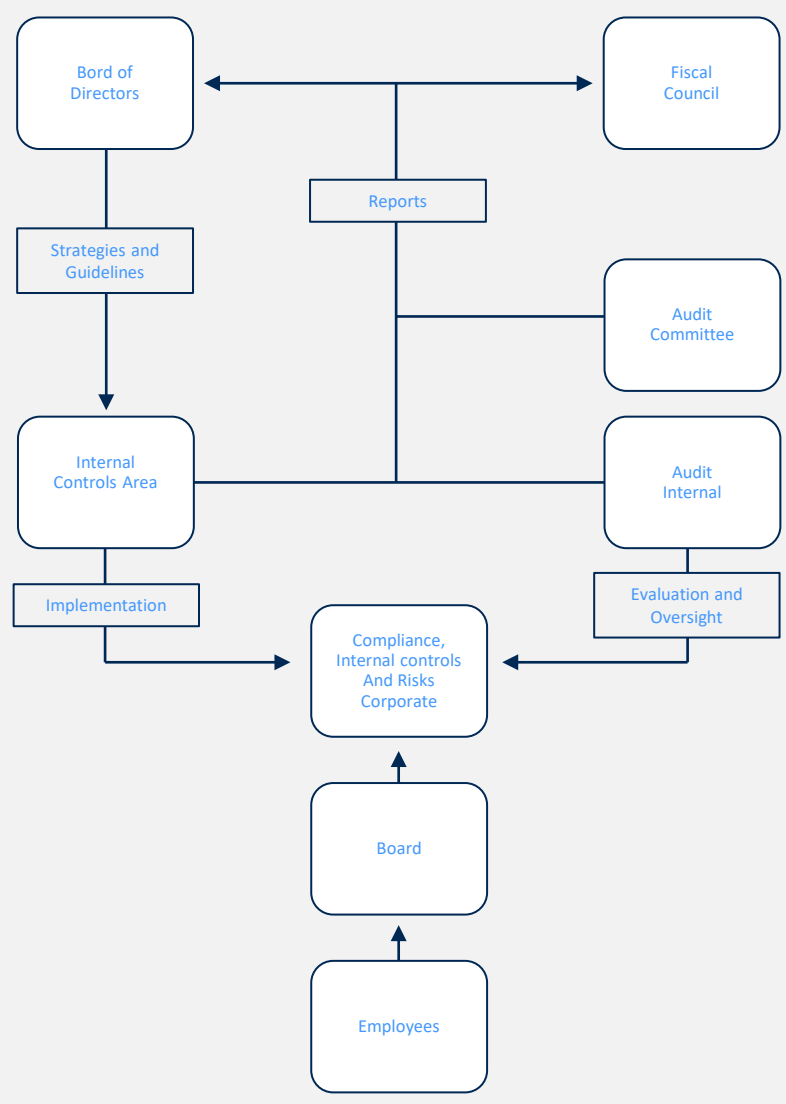 Bord of
Directors
Fiscal
Council
Reports
Strategies and
Guidelines
Audit
Committee
Internal
Controls Area
Audit
Internal
Implementation
Evaluation and
Oversight
Compliance,
Internal controls
And Risks
Corporate
Board
Employees